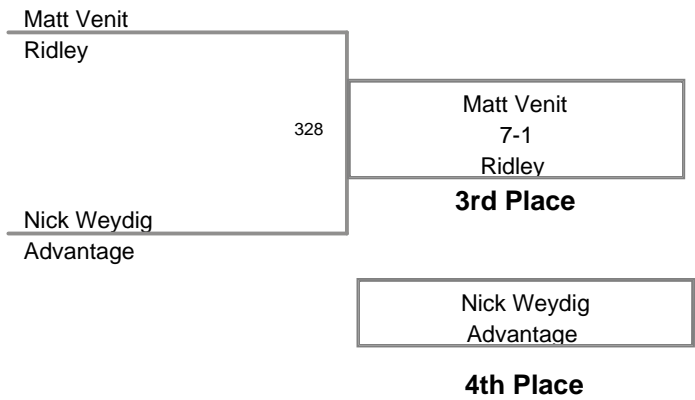 Matt Venit
Ridley
328
Matt Venit
7-1
Ridley
3rd Place
Nick Weydig
Advantage
Nick Weydig
Advantage
4th Place